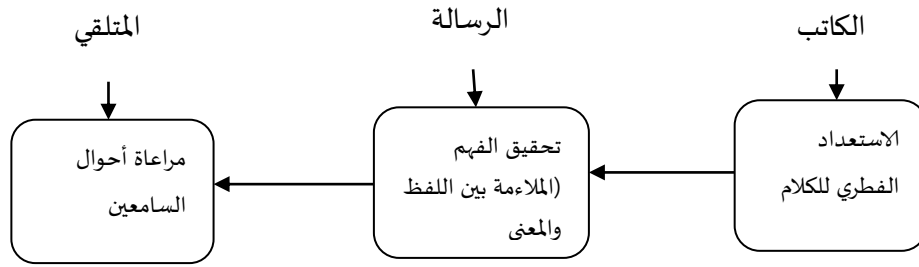 الكاتب
الرسالة
المتلقي
الاستعداد
الفطري للكلام
تحقيق الفهم
(الملاءمة بين اللفظ
والمعنى
مراعاة أحوال
السامعين